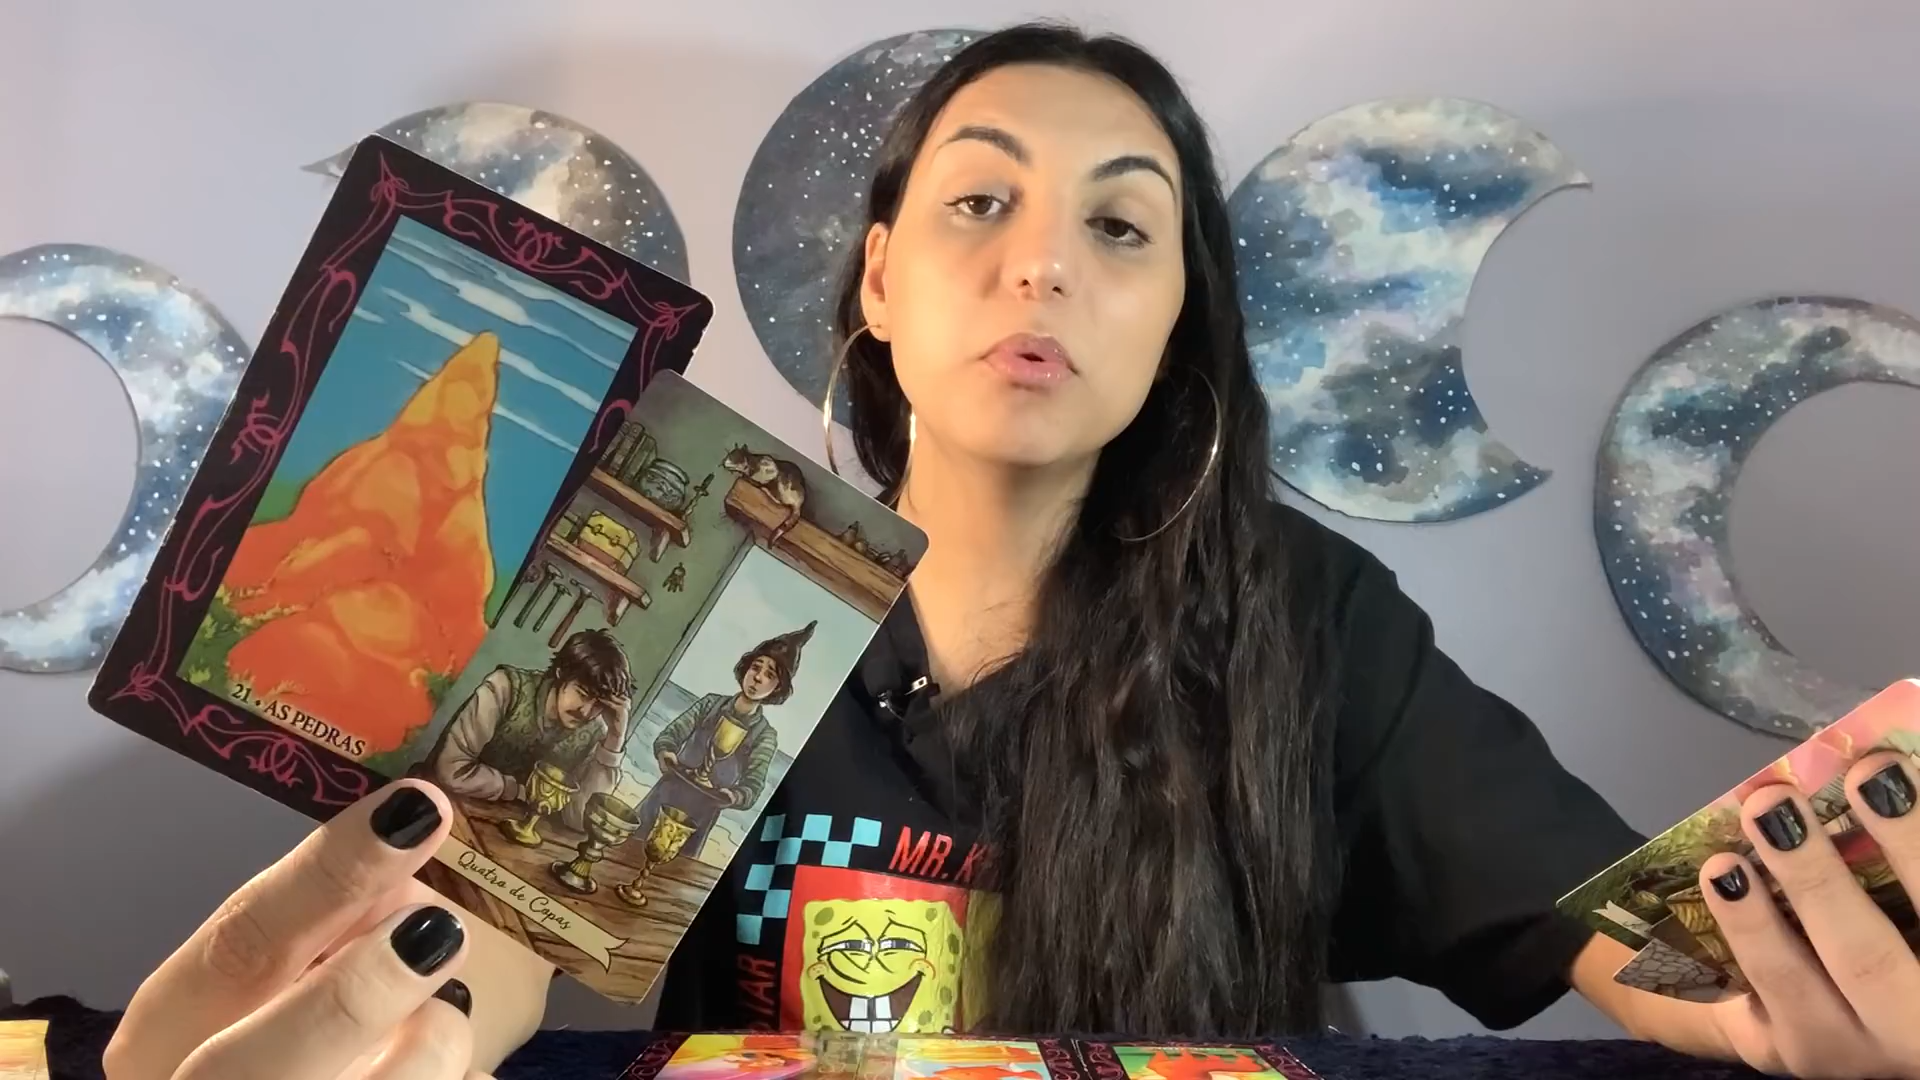 21 • AS PEDRAS
Quatro de Copas
MR. K